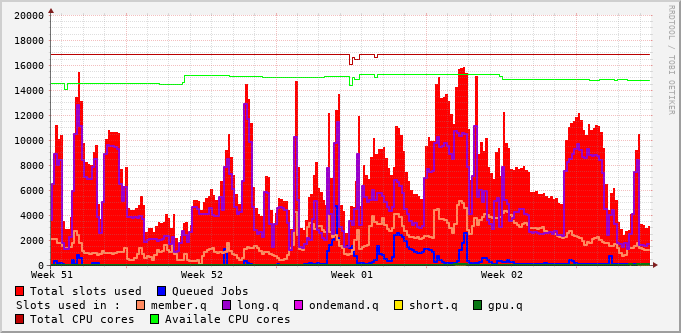 20000
18000
16000
14000
12000
10000
8000
6000
4000
2000
0
Week 51 Week 52 Week 01 Week 02
RRDTOOL / TOBI OETIKER
Total slots used Queued Jobs
Slots used in : member.q long.q ondemand.q short.q gpu.q
Total CPU cores Availale CPU cores